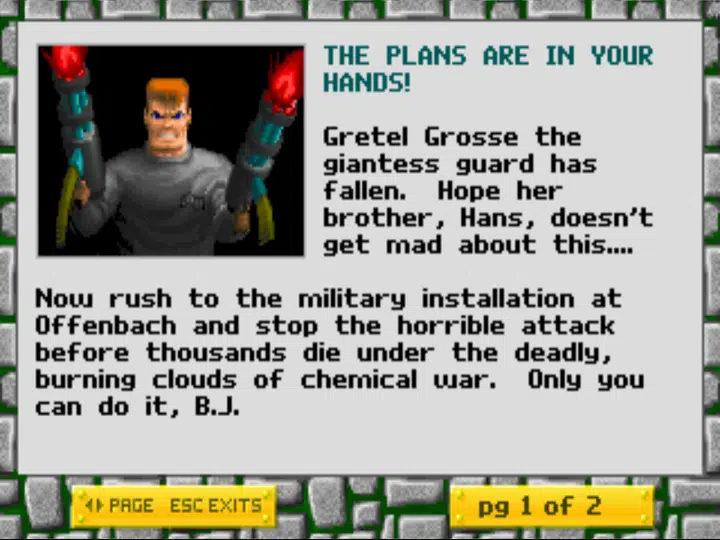 THE PLANS ARE IN YOUR
HANDS!
Gretel Grosse the
giantess guard has
fallen.  Hope her
brother, Hans, doesn't
get mad about this....
Now rush to the military installation at
Offenbach and stop the horrible attack
before thousands die under the deadly,
burning clouds of chemical war.  Only you
can do it, B.J.
PAGE ESC EXITS
pg 1 of 2